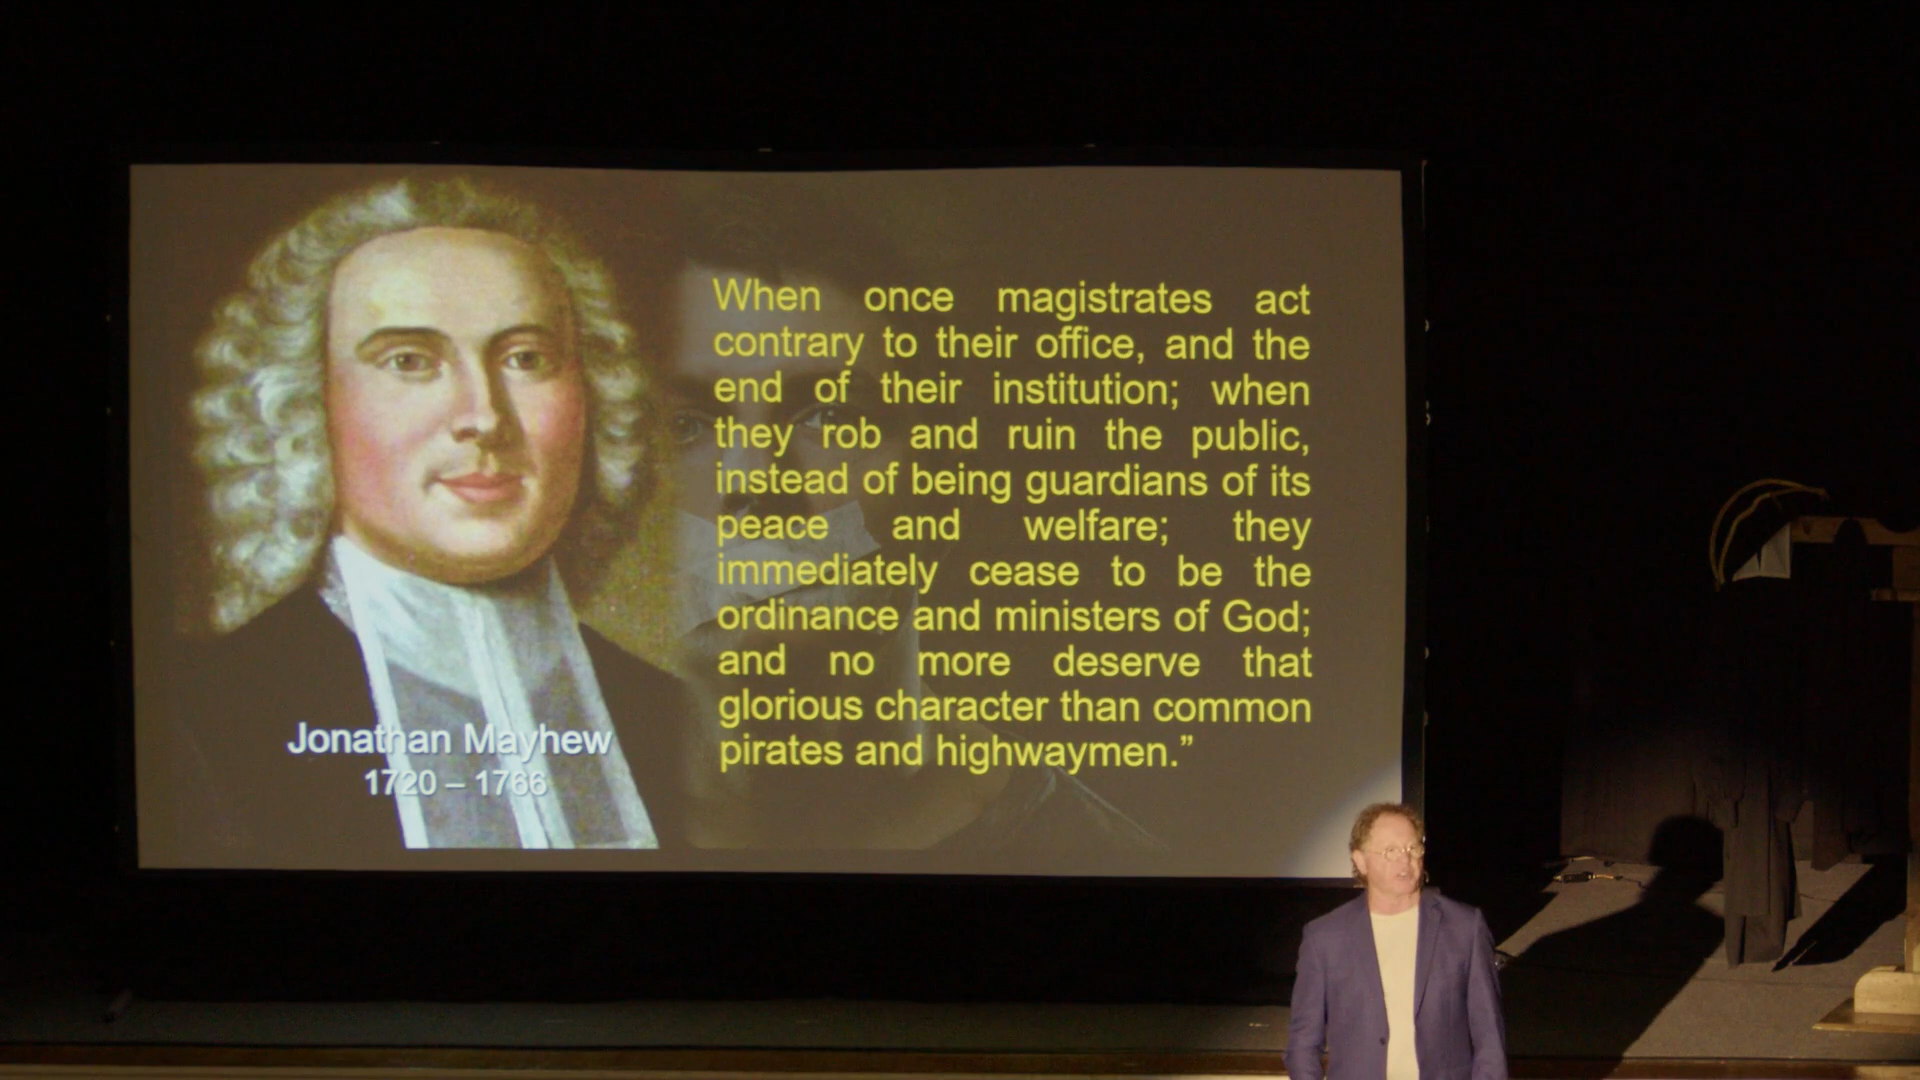 When once magistrates act
contrary to their office, and the
end of their institution; when
they rob and ruin the public,
instead of being guardians of its
peace and welfare; they
immediately cease to be the
ordinance and ministers of God;
and no more deserve that
glorious character than common
pirates and highwaymen.”
Jonathan Mayhew
1720 – 1766